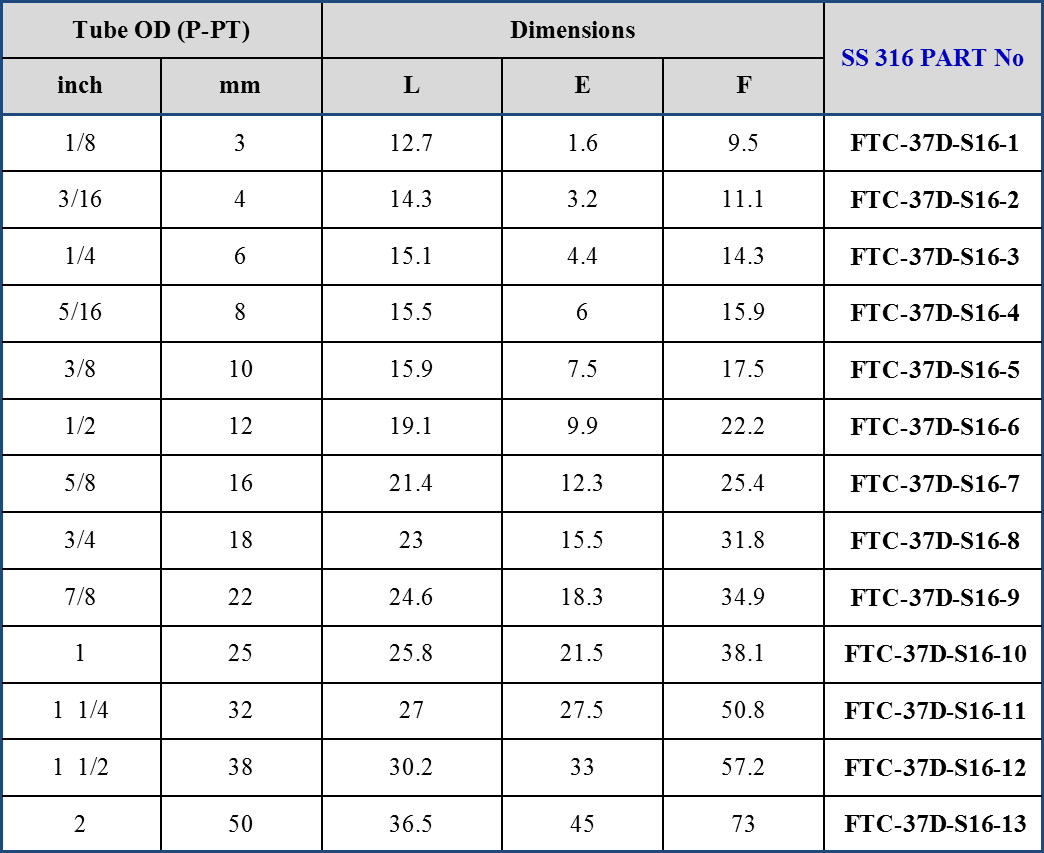 Tube OD (P-PT) Dimensions SS 316 PART No
inch mm L E F
1/8 3 12.7 1.6 9.5 FTC-37D-S16-1
3/16 4 14.3 3.2 11.1 FTC-37D-S16-2
1/4 6 15.1 4.4 14.3 FTC-37D-S16-3
5/16 8 15.5 6 15.9 FTC-37D-S16-4
3/8 10 15.9 7.5 17.5 FTC-37D-S16-5
1/2 12 19.1 9.9 22.2 FTC-37D-S16-6
5/8 16 21.4 12.3 25.4 FTC-37D-S16-7
3/4 18 23 15.5 31.8 FTC-37D-S16-8
7/8 22 24.6 18.3 34.9 FTC-37D-S16-9
1 25 25.8 21.5 38.1 FTC-37D-S16-10
1 1/4 32 27 27.5 50.8 FTC-37D-S16-11
1 1/2 38 30.2 33 57.2 FTC-37D-S16-12
2 50 36.5 45 73 FTC-37D-S16-13